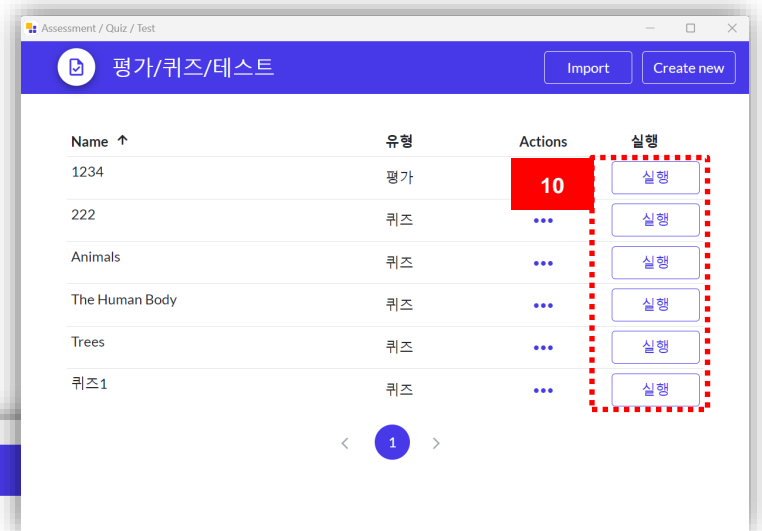 Assessment / Quiz / Test
평가/퀴즈/테스트 Import Create new
Name 유형 Actions 실행
1234 평가 10 실행
222 퀴즈 실행
Animals 퀴즈 실행
The Human Body 퀴즈 실행
Trees 퀴즈 실행
퀴즈1 퀴즈 실행
1